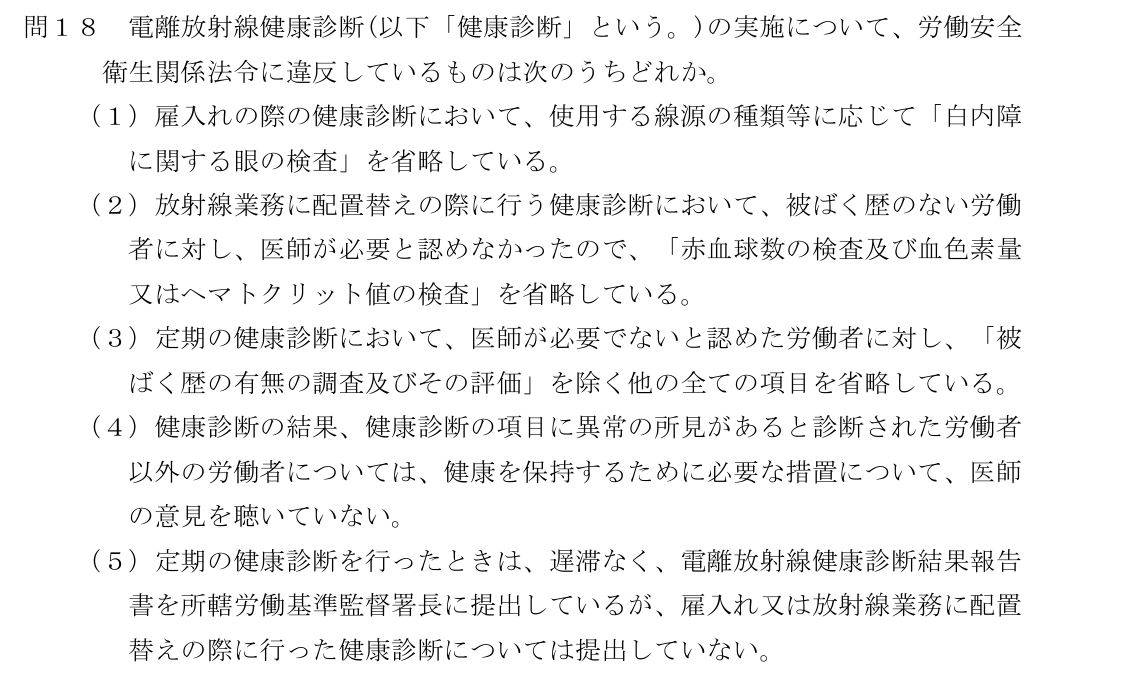 問１８　電離放射線健康診断(以下「健康診断」という。)の実施について、労働安全
衛生関係法令に違反しているものは次のうちどれか。
（１）雇入れの際の健康診断において、使用する線源の種類等に応じて「白内障
に関する眼の検査」を省略している。
（２）放射線業務に配置替えの際に行う健康診断において、被ばく歴のない労働
者に対し、医師が必要と認めなかったので、「赤血球数の検査及び血色素量
又はヘマトクリット値の検査」を省略している。
（３）定期の健康診断において、医師が必要でないと認めた労働者に対し、「被
ばく歴の有無の調査及びその評価」を除く他の全ての項目を省略している。
（４）健康診断の結果、健康診断の項目に異常の所見があると診断された労働者
以外の労働者については、健康を保持するために必要な措置について、医師
の意見を聴いていない。
（５）定期の健康診断を行ったときは、遅滞なく、電離放射線健康診断結果報告
書を所轄労働基準監督署長に提出しているが、雇入れ又は放射線業務に配置
替えの際に行った健康診断については提出していない。